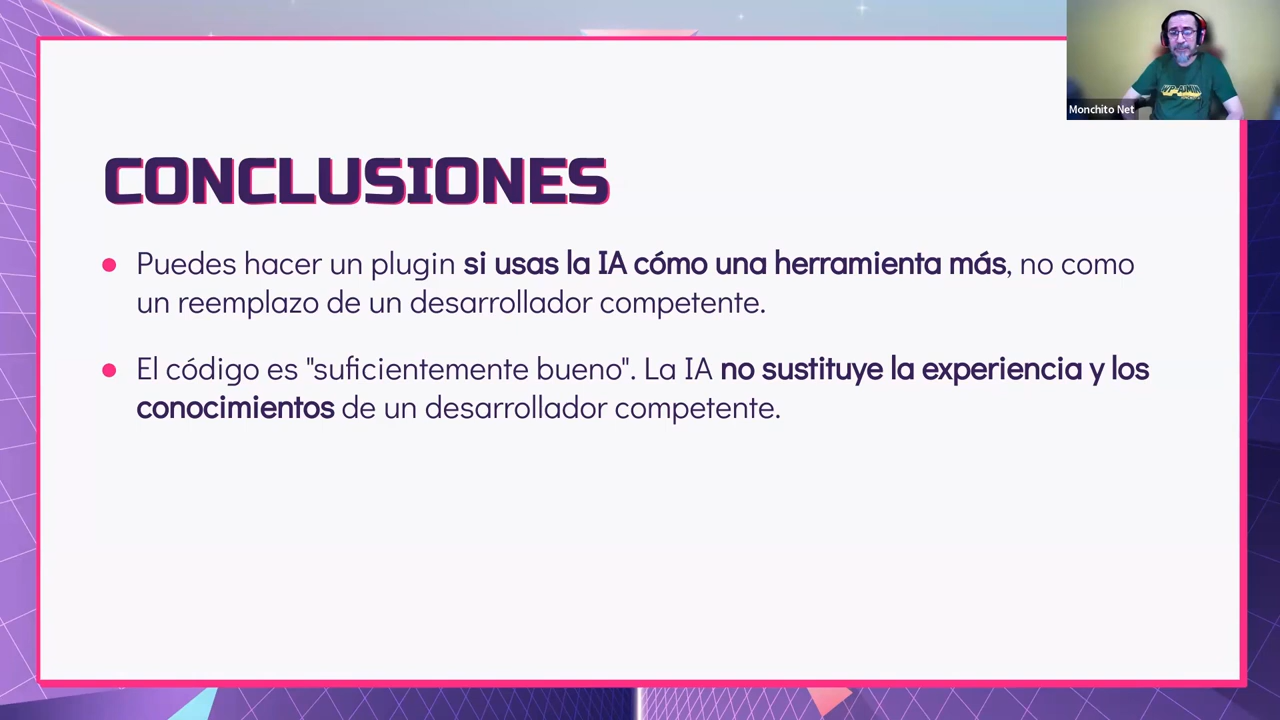 CONCLUSIONES
Puedes hacer un plugin si usas la IA cómo una herramienta más, no como
un reemplazo de un desarrollador competente.
El código es "suficientemente bueno". La IA no sustituye la experiencia y los
conocimientos de un desarrollador competente.
Monchito Net
WP-ADMIN